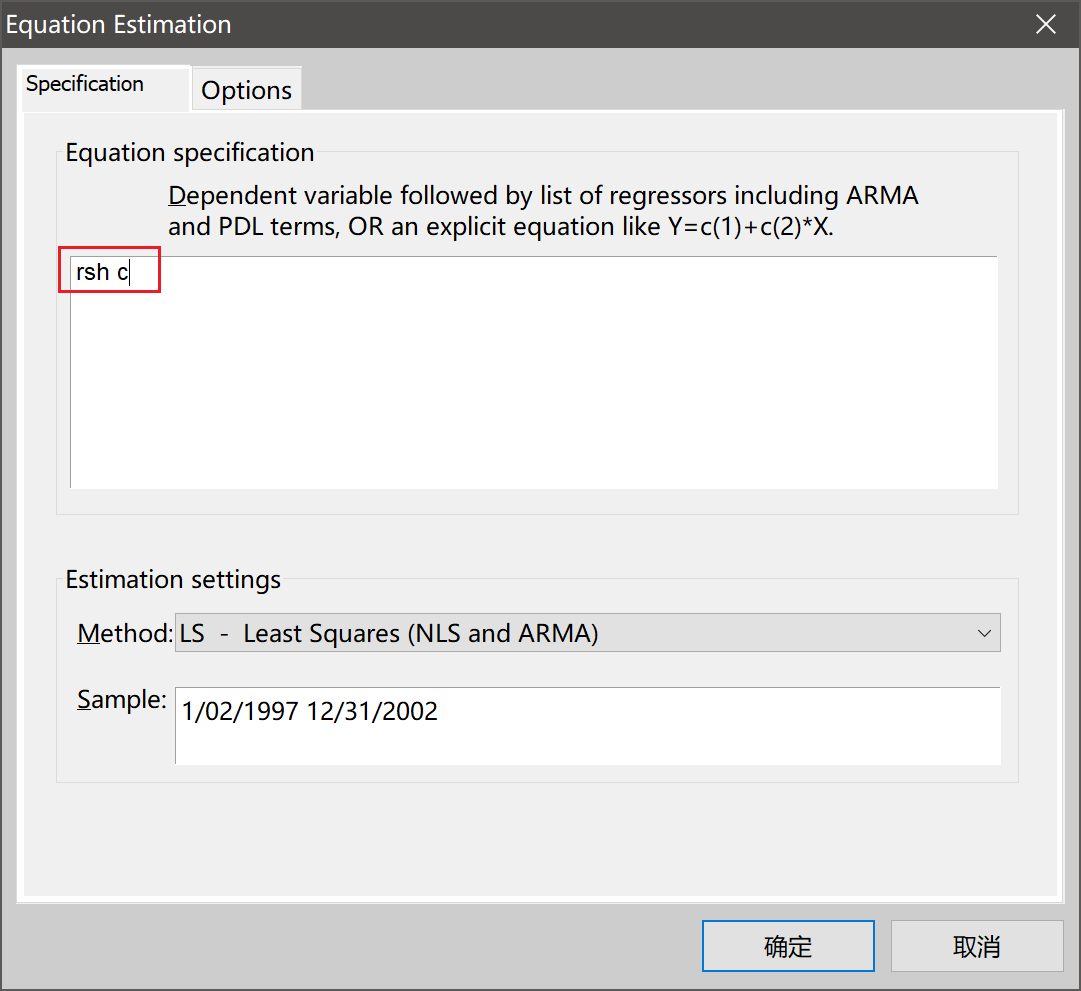 Equation Estimation
Specification
Options
Equation specification
Dependent variable followed by list of regressors including ARMA
and PDL terms, OR an explicit equation like Y=c(1)+c(2)*X.
rsh c
Estimation settings
Method: LS - Least Squares (NLS and ARMA)
Sample: 1/02/1997 12/31/2002
确定
取消